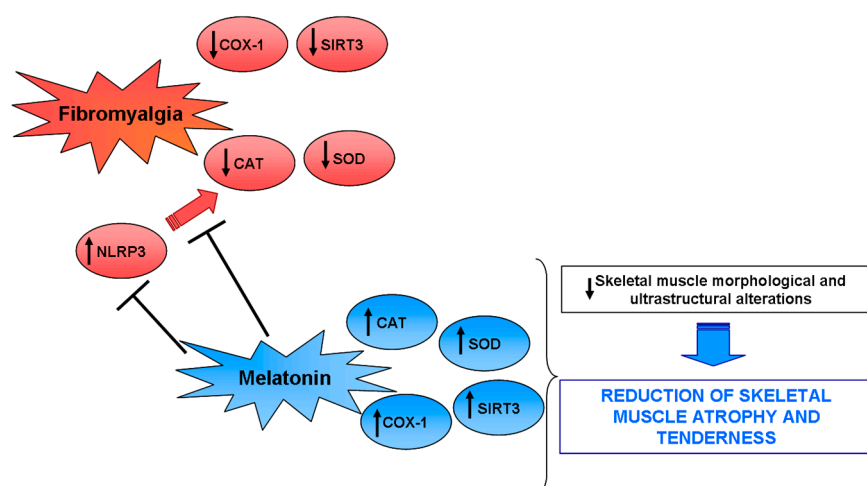 COX-1
SIRT3
Fibromyalgia
CAT
SOD
NLRP3
Skeletal muscle morphological and
ultrastructural alterations
CAT
SOD
Melatonin
REDUCTION OF SKELETAL
MUSCLE ATROPHY AND
TENDERNESS
COX-1
SIRT3